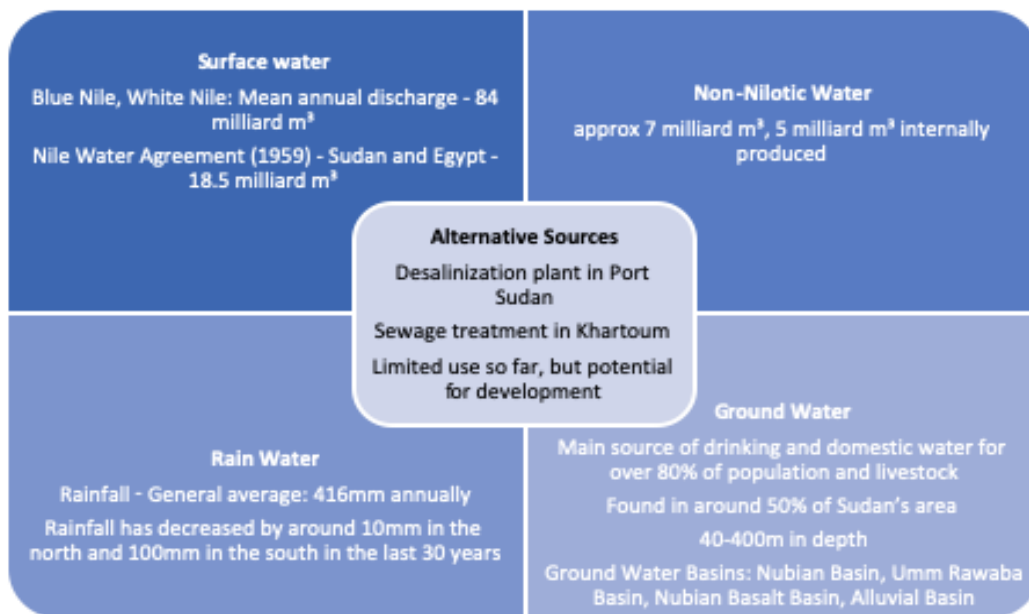 Surface water
Blue Nile, White Nile: Mean annual discharge - 84
milliard m³
Nile Water Agreement (1959) - Sudan and Egypt -
18.5 milliard m³
Non-Nilotic Water
approx 7 milliard m³, 5 milliard m³ internally
produced
Alternative Sources
Desalinization plant in Port
Sudan
Sewage treatment in Khartoum
Limited use so far, but potential
for development
Rain Water
Rainfall - General average: 416mm annually
Rainfall has decreased by around 10mm in the
north and 100mm in the south in the last 30 years
Ground Water
Main source of drinking and domestic water for
over 80% of population and livestock
Found in around 50% of Sudan's area
40-400m in depth
Ground Water Basins: Nubian Basin, Umm Rawaba
Basin, Nubian Basalt Basin, Alluvial Basin